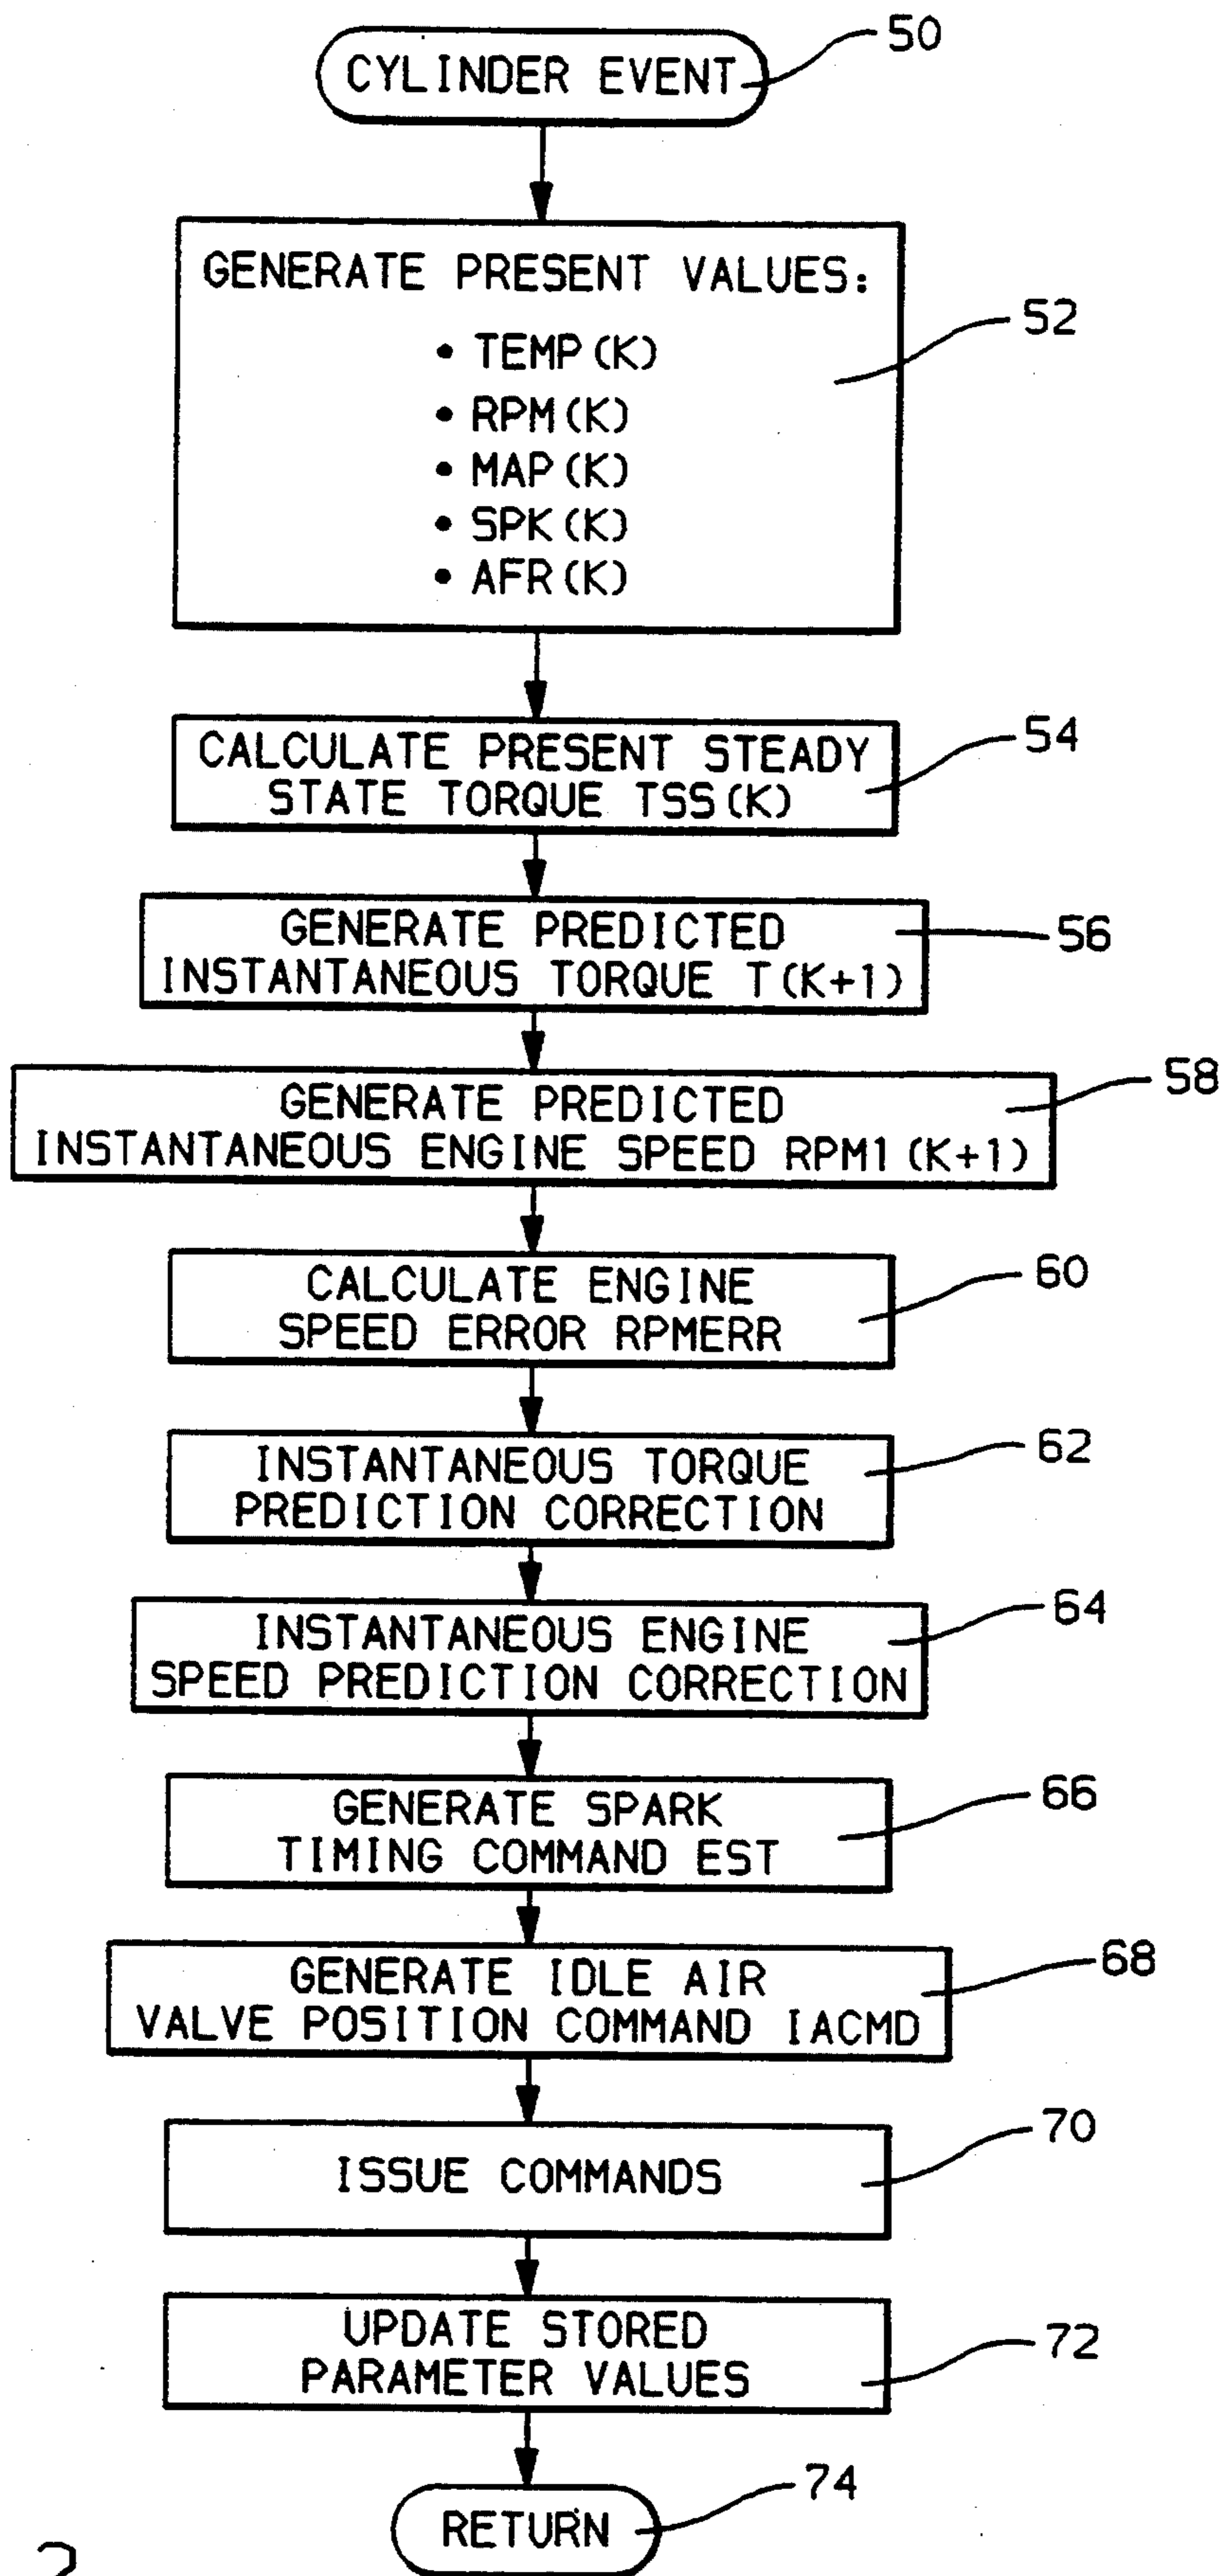 CYLINDER EVENT
50
GENERATE PRESENT VALUES:
• TEMP(K)
• RPM(K)
• MAP(K)
• SPK(K)
• AFR(K)
52
CALCULATE PRESENT STEADY
STATE TORQUE TSS(K)
54
GENERATE PREDICTED
INSTANTANEOUS TORQUE T(K+1)
56
GENERATE PREDICTED
INSTANTANEOUS ENGINE SPEED RPM1(K+1)
58
CALCULATE ENGINE
SPEED ERROR RPMERR
60
INSTANTANEOUS TORQUE
PREDICTION CORRECTION
62
INSTANTANEOUS ENGINE
SPEED PREDICTION CORRECTION
64
GENERATE SPARK
TIMING COMMAND EST
66
GENERATE IDLE AIR
VALVE POSITION COMMAND IACMD
68
ISSUE COMMANDS
70
UPDATE STORED
PARAMETER VALUES
72
RETURN
74
2